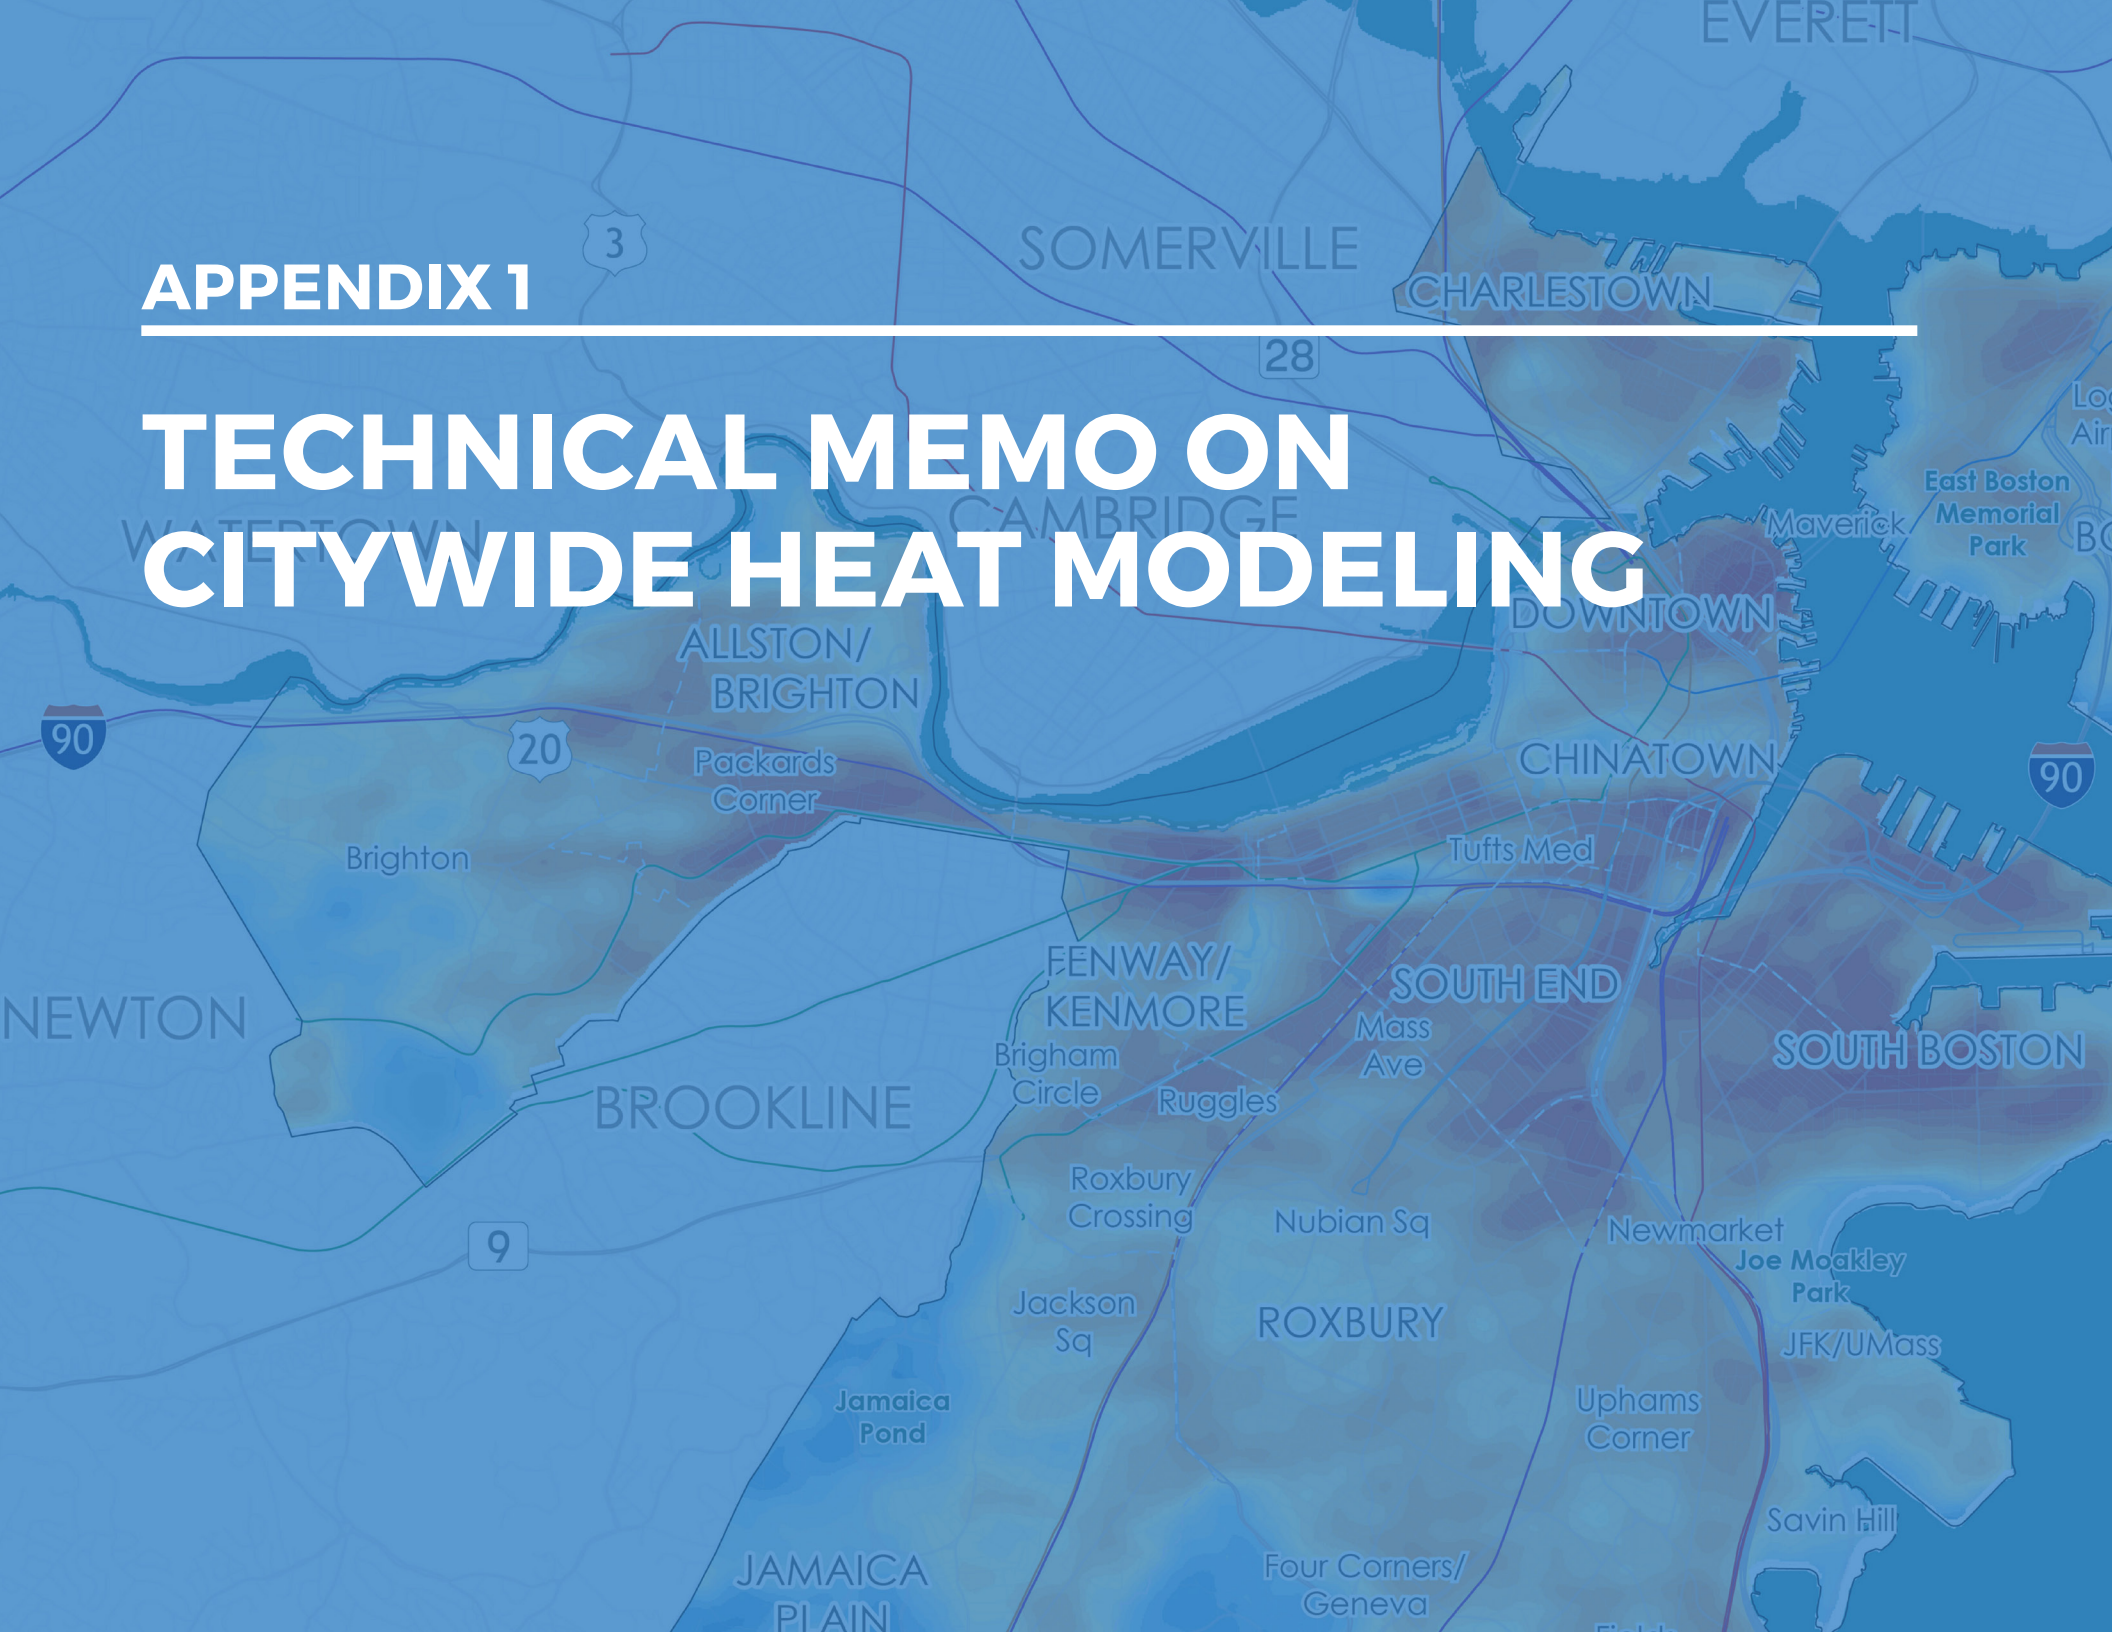 EVERETT
3
SOMERVILLE
APPENDIX 1
CHARLESTOWN
28
TECHNICAL MEMO ON
CITYWIDE HEAT MODELING
WATERTOWN
CAMBRIDGE
East Boston
Memorial
Park
Maverick
DOWNTOWN
ALLSTON/
BRIGHTON
90
20
Packards
Corner
CHINATOWN
90
Brighton
Tufts Med
FENWAY/
KENMORE
SOUTH END
NEWTON
Mass
Ave
SOUTH BOSTON
Brigham
Circle
BROOKLINE
Ruggles
Roxbury
Crossing
Nubian Sq
Newmarket
9
Joe Moakley
Park
Jackson
Sq
ROXBURY
JFK/UMass
Jamaica
Pond
Uphams
Corner
Savin Hill
JAMAICA
PLAIN
Four Corners/
Geneva